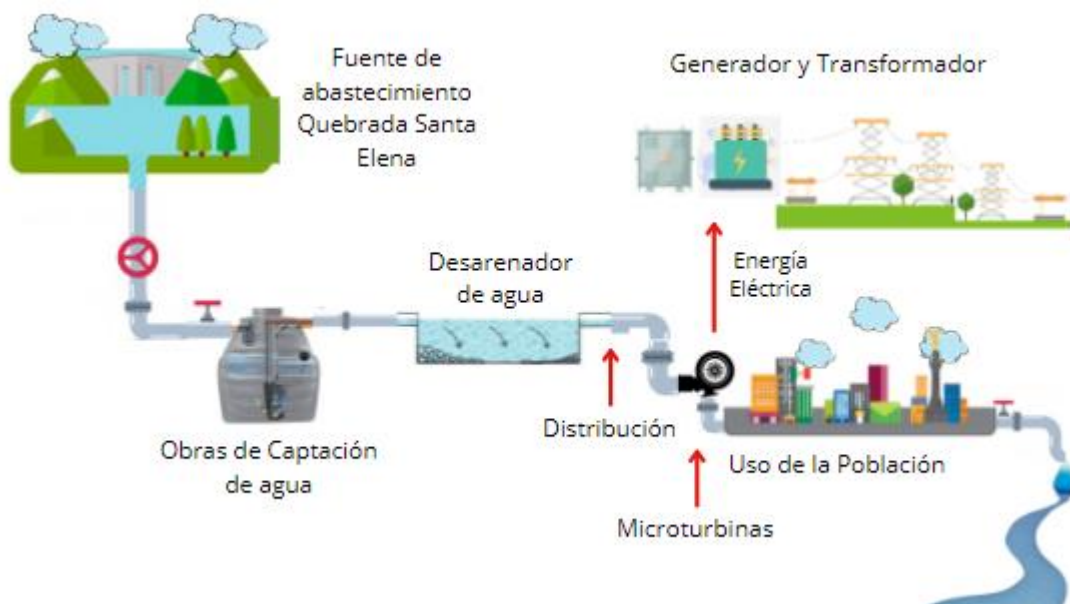 Fuente de
abastecimiento
Quebrada Santa
Elena
Generador y Transformador
Desarenador
de agua
Energía
Eléctrica
Distribución
Obras de Captación
de agua
Uso de la Población
Microturbinas